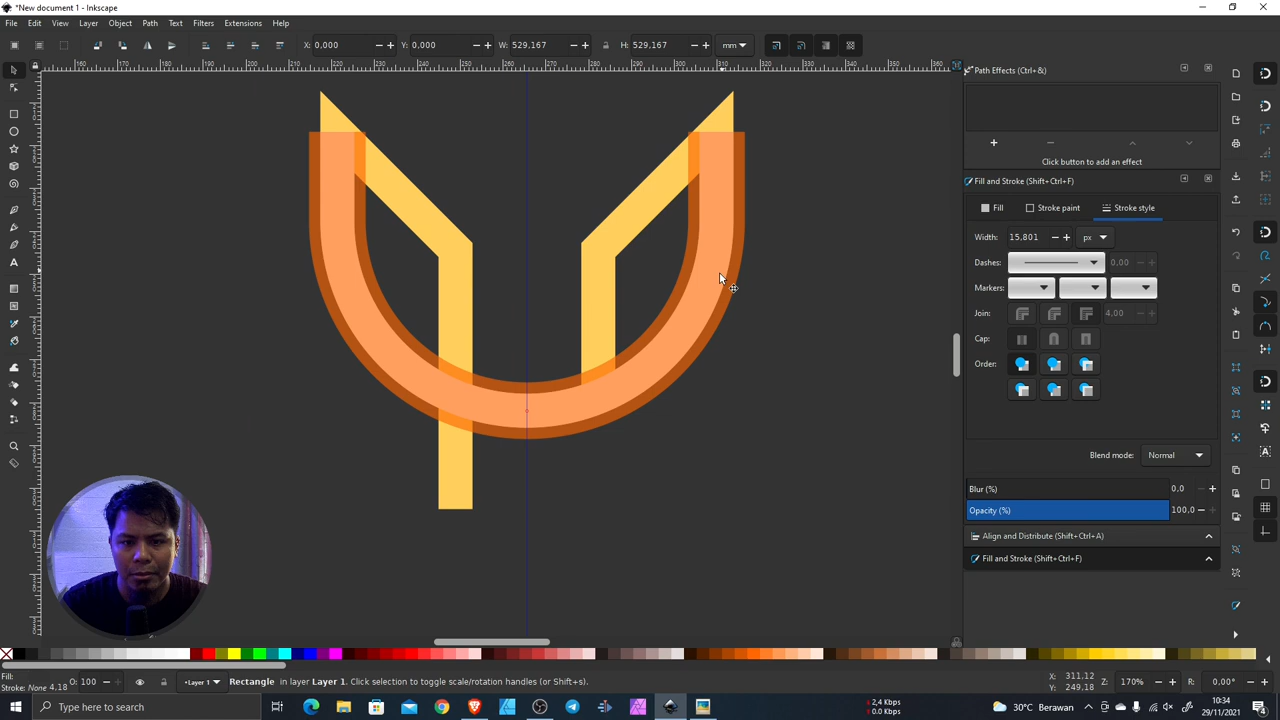 *New document 1 - Inkscape
File Edit View Layer Object Path Text Filters Extensions Help
X: 0,000 Y: 0,000 W: 529,167 H: 529,167 mm
Path Effects (Ctrl+&)
Click button to add an effect
Fill and Stroke (Shift+Ctrl+F)
Fill Stroke paint Stroke style
Width: 15,801 px
Dashes: 0,00
Markers:
Join: 4,00
Cap:
Order:
Blend mode: Normal
Blur (%) 0,0
Opacity (%) 100,0
Align and Distribute (Shift+Ctrl+A)
Fill and Stroke (Shift+Ctrl+F)
Fill:
Stroke: None 4,18 O: 100 Layer 1 Rectangle in layer Layer 1. Click selection to toggle scale/rotation handles (or Shift+s). X: 311,12 Y: 249,18 Z: 170% R: 0,00°
Type here to search
2,4 Kbps
0.0 Kbps
30°C Berawan
10:34
29/11/2021